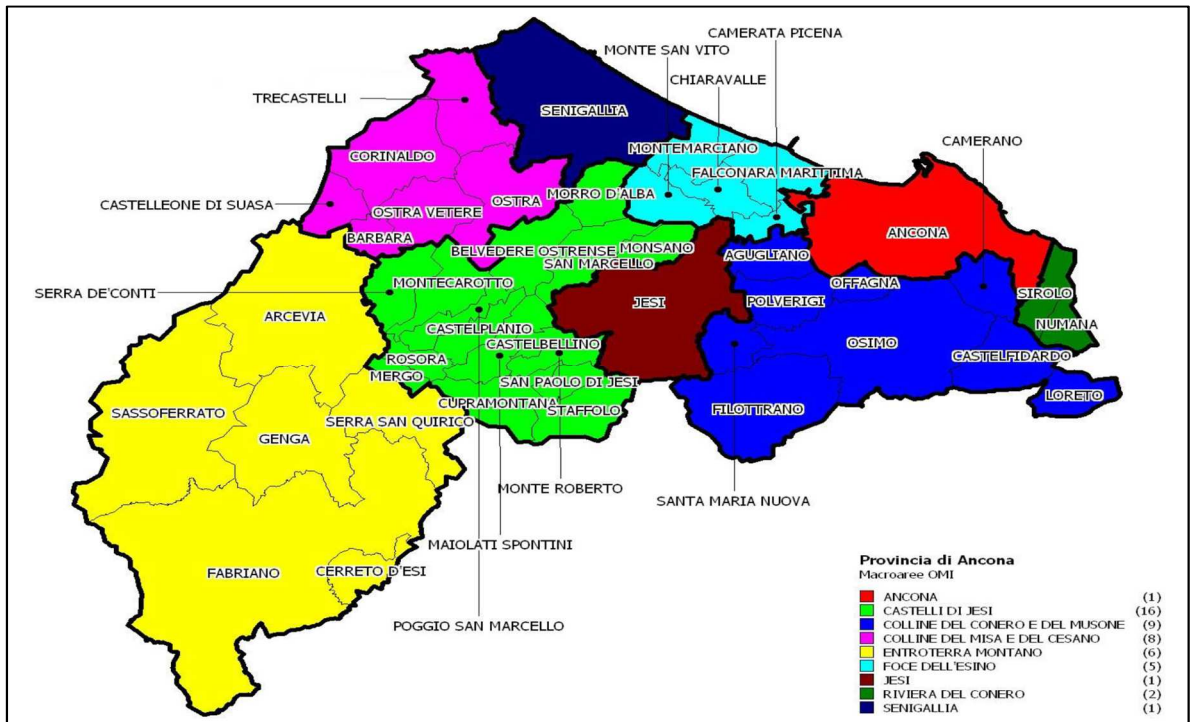 CAMERATA PICENA
MONTE SAN VITO
CHIARAVALLE
TRECASTELLI
SENIGALLIA
CAMERANO
CORINALDO
MONTEMARCIANO
FALCONARA MARITTIMA
MORRO D'ALBA
CASTELLEONE DI SUASA
OSTRA VETERE
OSTRA
BARBARA
ANCONA
BELVEDERE OSTRENSE
MONSANO
SAN MARCELLO
AGUGLIANO
SERRA DE'CONTI
MONTECAROTTO
OFFAGNA
SIROLO
JESI
POLVERIGI
ARCEVIA
NUMANA
CASTELPLANIO
CASTELBELLINO
OSIMO
ROSORA
CASTELFIDARDO
MERGO
SAN PAOLO DI JESI
SASSOFERRATO
CUPRAMONTANA
STAFFOLO
FILOTTRANO
LORETO
SERRA SAN QUIRICO
GENGA
MONTE ROBERTO
SANTA MARIA NUOVA
MAIOLATI SPONTINI
FABRIANO
CERRETO D'ESI
POGGIO SAN MARCELLO
Provincia di Ancona
Macroaree OMI
ANCONA (1)
CASTELLI DI JESI (16)
COLLINE DEL CONERO E DEL MUSONE (9)
COLLINE DEL MISA E DEL CESANO (8)
ENTROTERRA MONTANO (6)
FOCE DELL'ESINO (5)
JESI (1)
RIVIERA DEL CONERO (2)
SENIGALLIA (1)